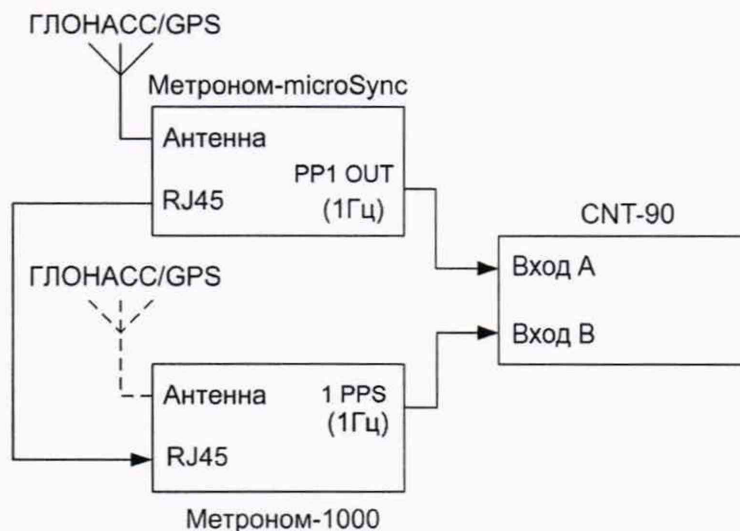 ГЛОНАСС/GPS
Метроном-microSync
Антенна
PP1 OUT
RJ45
(1Гц)
CNT-90
Вход А
Вход В
ГЛОНАСС/GPS
Антенна
1 PPS
(1Гц)
RJ45
Метроном-1000